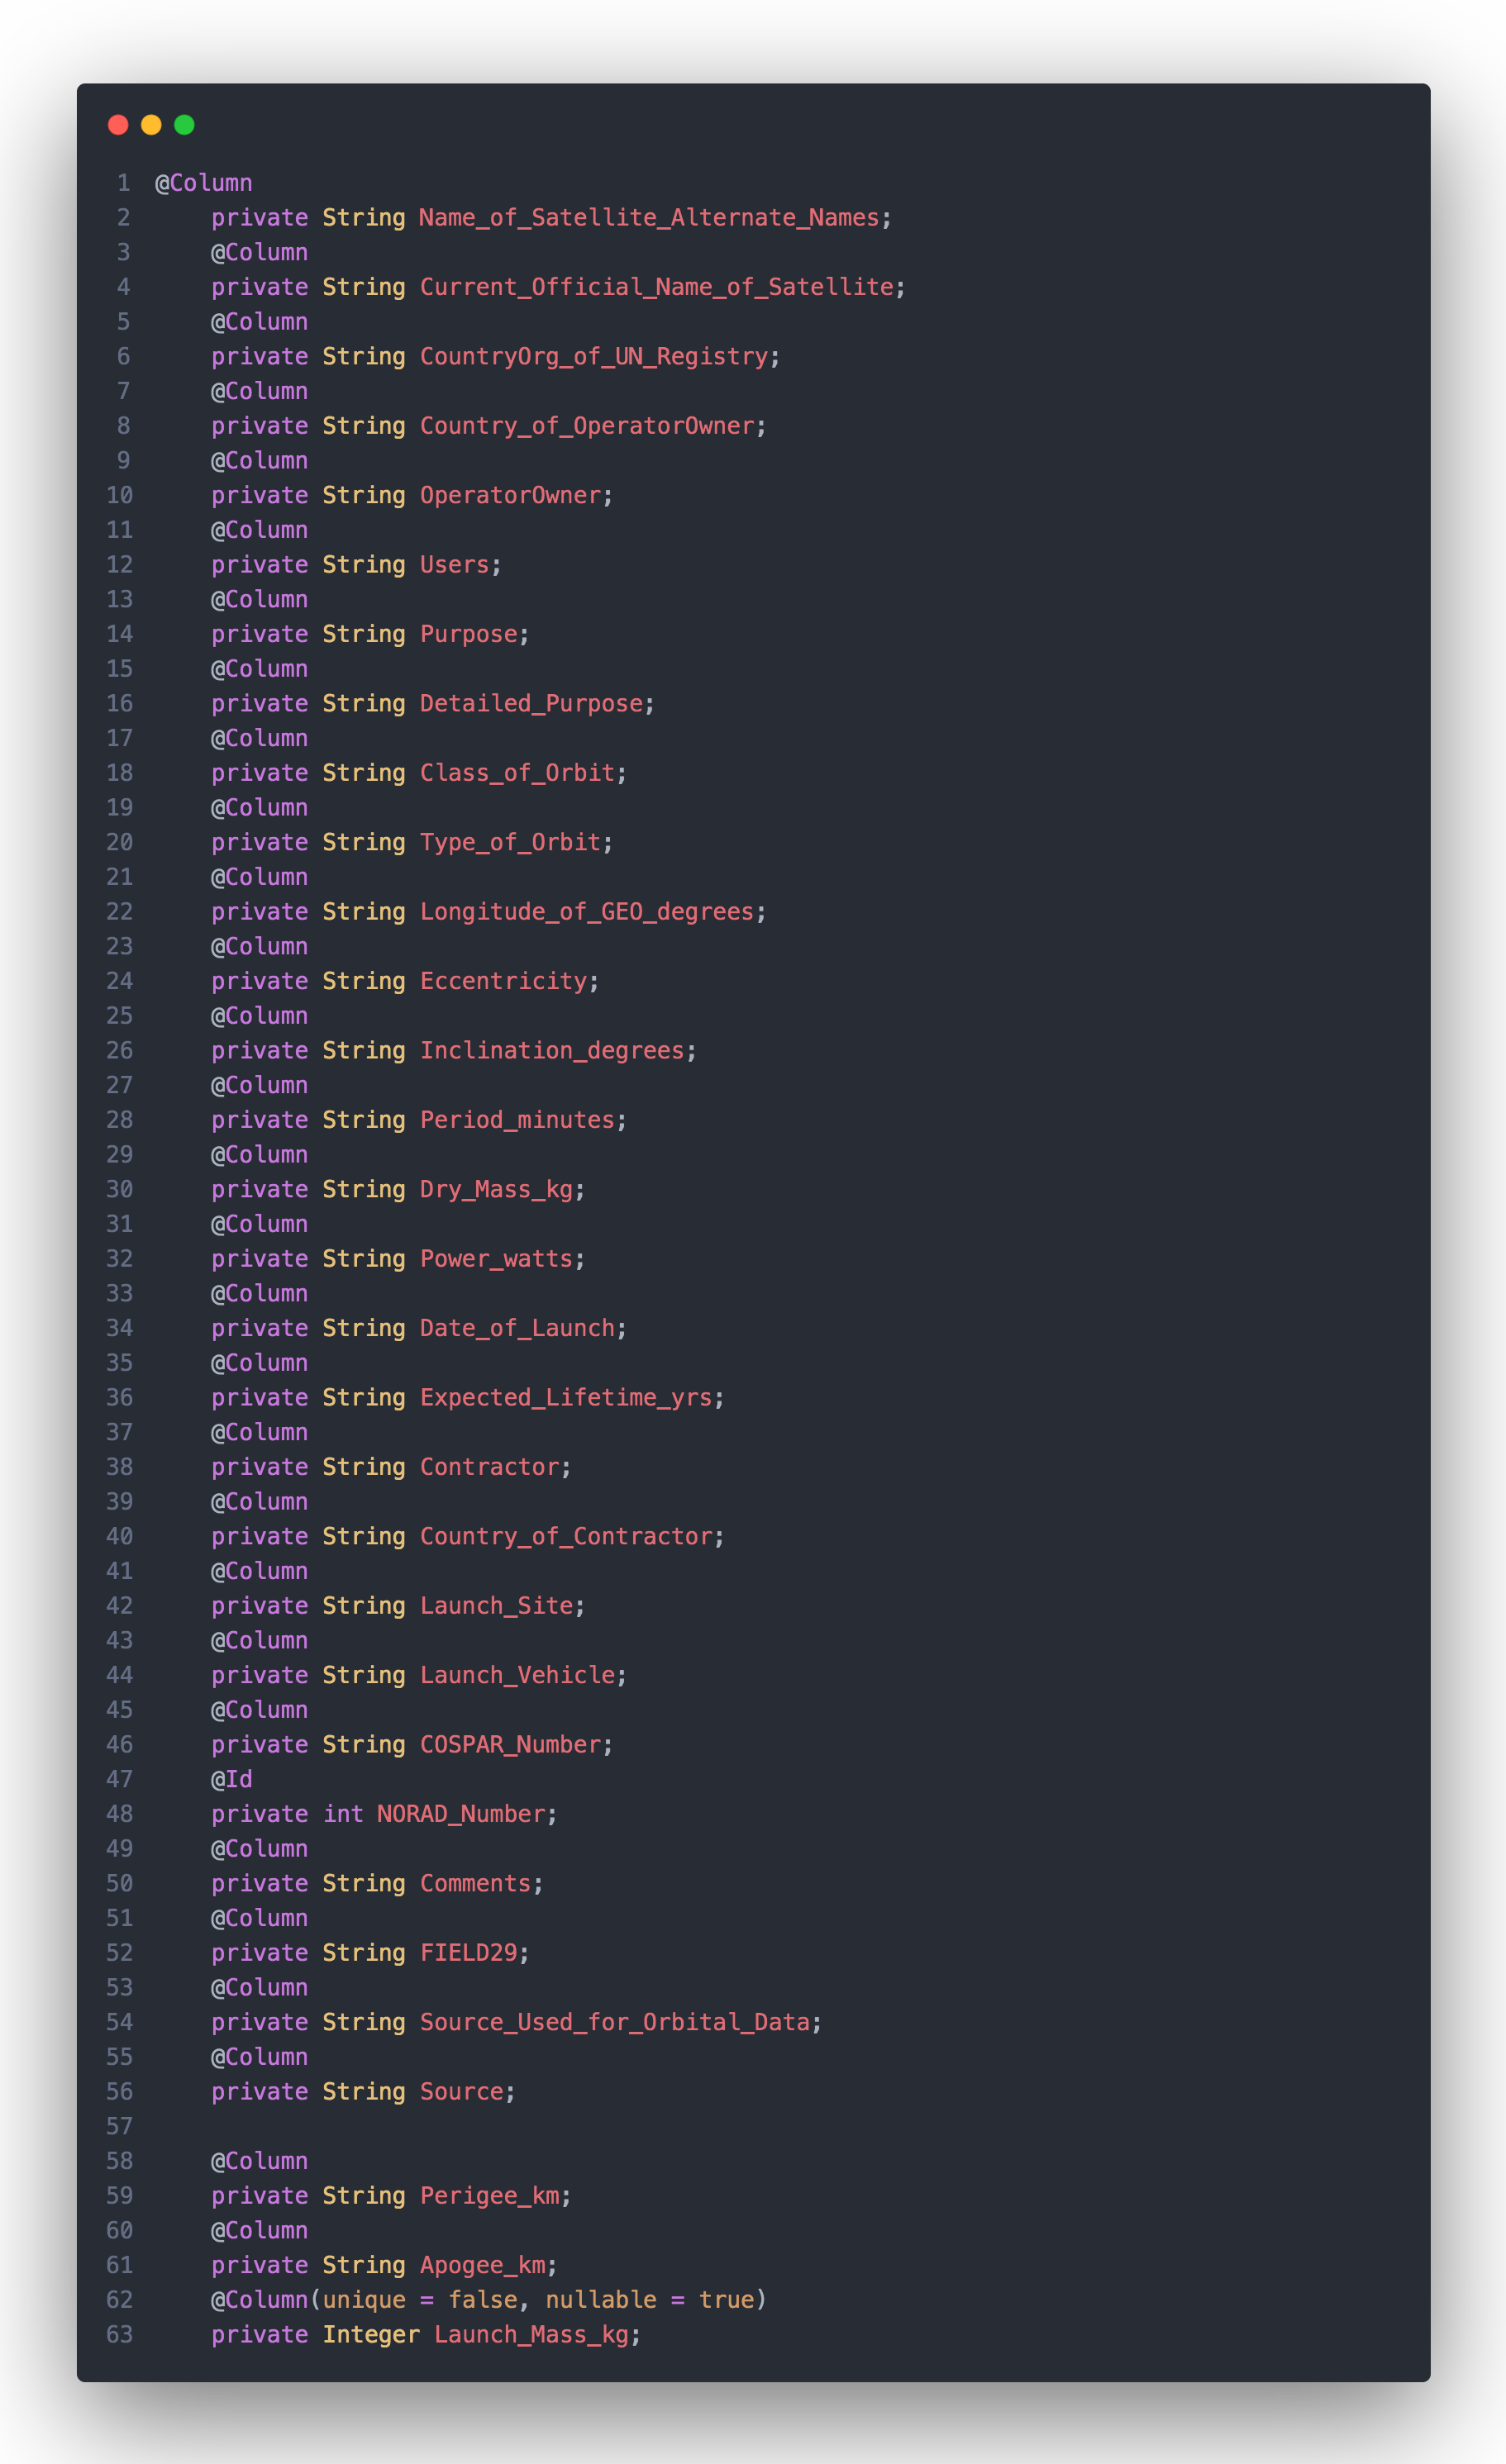 1 @Column
2     private String Name_of_Satellite_Alternate_Names;
3     @Column
4     private String Current_Official_Name_of_Satellite;
5     @Column
6     private String CountryOrg_of_UN_Registry;
7     @Column
8     private String Country_of_OperatorOwner;
9     @Column
10     private String OperatorOwner;
11     @Column
12     private String Users;
13     @Column
14     private String Purpose;
15     @Column
16     private String Detailed_Purpose;
17     @Column
18     private String Class_of_Orbit;
19     @Column
20     private String Type_of_Orbit;
21     @Column
22     private String Longitude_of_GEO_degrees;
23     @Column
24     private String Eccentricity;
25     @Column
26     private String Inclination_degrees;
27     @Column
28     private String Period_minutes;
29     @Column
30     private String Dry_Mass_kg;
31     @Column
32     private String Power_watts;
33     @Column
34     private String Date_of_Launch;
35     @Column
36     private String Expected_Lifetime_yrs;
37     @Column
38     private String Contractor;
39     @Column
40     private String Country_of_Contractor;
41     @Column
42     private String Launch_Site;
43     @Column
44     private String Launch_Vehicle;
45     @Column
46     private String COSPAR_Number;
47     @Id
48     private int NORAD_Number;
49     @Column
50     private String Comments;
51     @Column
52     private String FIELD29;
53     @Column
54     private String Source_Used_for_Orbital_Data;
55     @Column
56     private String Source;
57
58     @Column
59     private String Perigee_km;
60     @Column
61     private String Apogee_km;
62     @Column(unique = false, nullable = true)
63     private Integer Launch_Mass_kg;